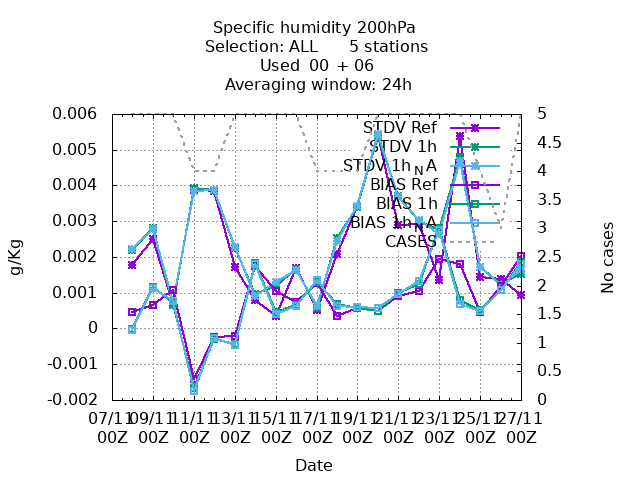 Specific humidity 200hPa
Selection: ALL 5 stations
Used 00 + 06
Averaging window: 24h
0.006
0.005
0.004
0.003
0.002
0.001
0
-0.001
-0.002
g/Kg
STDV Ref
STDV 1h
STDV 1h_NA
BIAS Ref
BIAS 1h
BIAS 1h_NA
CASES
5
4.5
4
3.5
3
2.5
2
1.5
1
0.5
0
No cases
07/11 09/11 11/11 13/11 15/11 17/11 19/11 21/11 23/11 25/11 27/11
00Z 00Z 00Z 00Z 00Z 00Z 00Z 00Z 00Z 00Z 00Z
Date